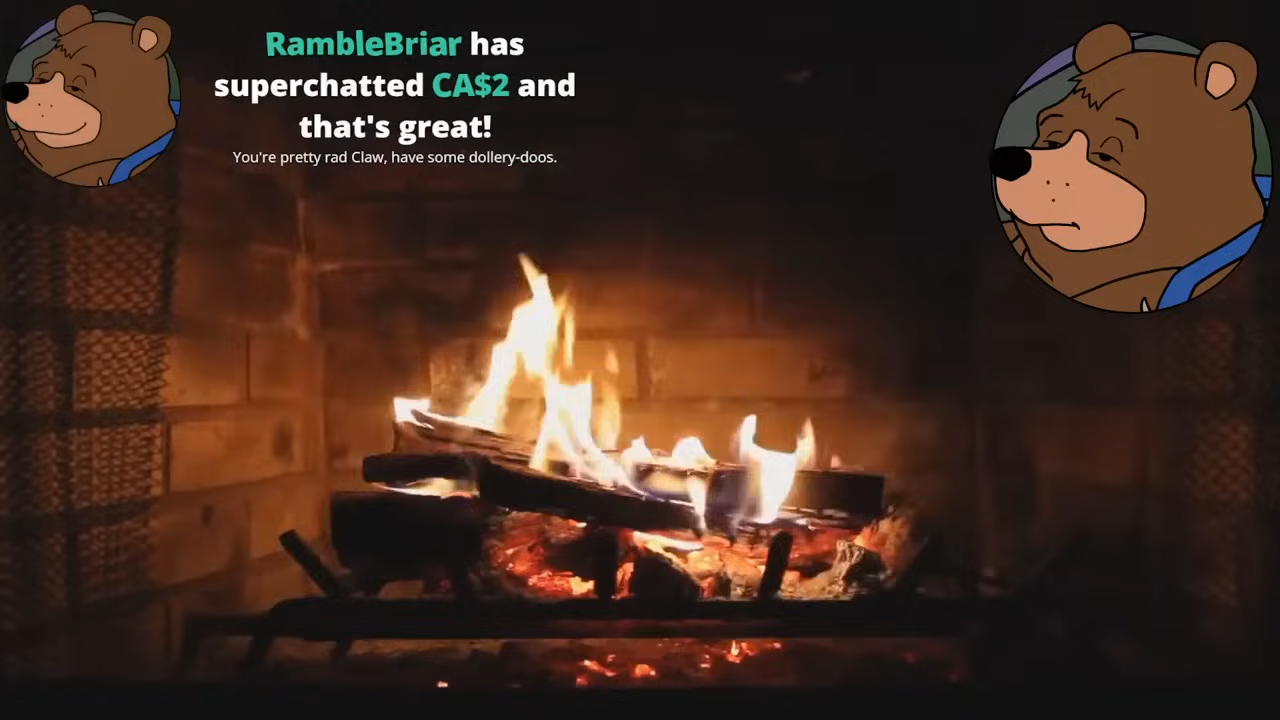 RambleBriar has
superchatted CA$2 and
that's great!
You're pretty rad Claw, have some dollery-doos.